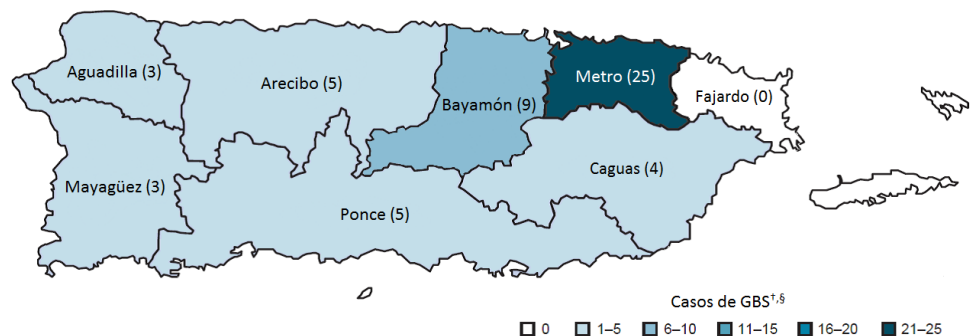 Aguadilla (3)
Arecibo (5)
Metro (25)
Fajardo (0)
Bayamón (9)
Mayagüez (3)
Caguas (4)
Ponce (5)
Casos de GBS†,§
0 1–5 6–10 11–15 16–20 21–25